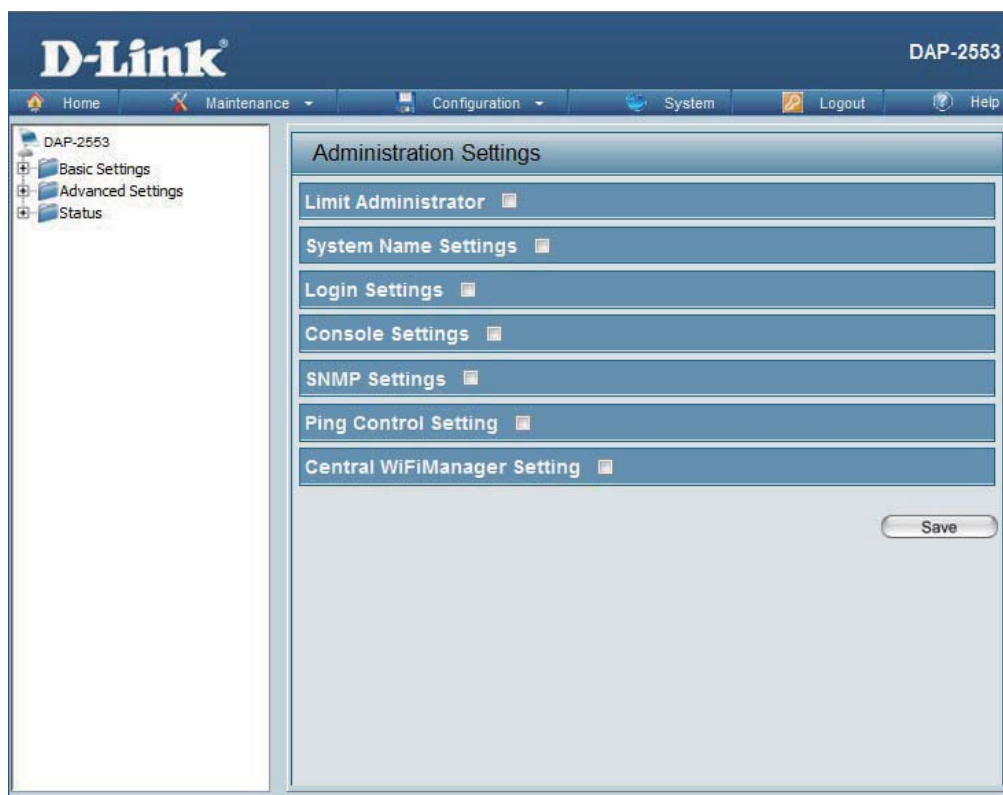 D-Link®
DAP-2553
Home Maintenance Configuration System Logout Help
DAP-2553
Basic Settings
Advanced Settings
Status
Administration Settings
Limit Administrator
System Name Settings
Login Settings
Console Settings
SNMP Settings
Ping Control Setting
Central WiFiManager Setting
Save